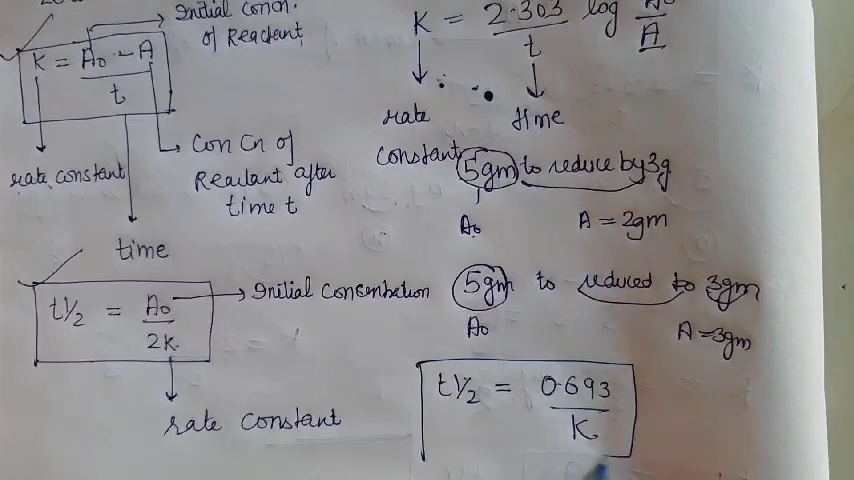 Initial Concn.
of Reactant
K = A₀ - A
t
Con Cn of
Reactant after
time t
rate constant
time
t1/2 = A₀
2K
Initial Concentration
rate constant
K = 2.303 log A₀
t A
rate
constant
time
5gm to reduce by 3g
A₀ A = 2gm
5gm to reduced to 3gm
A₀ A = 3gm
t1/2 = 0.693
K